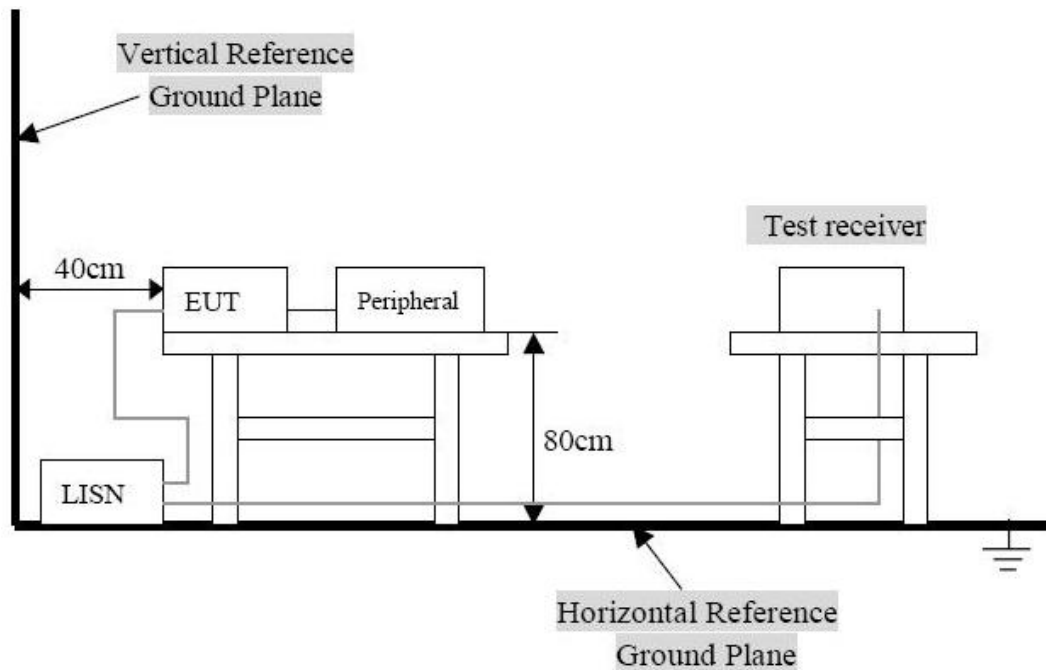 Vertical Reference
Ground Plane
Test receiver
40cm
EUT
Peripheral
80cm
LISN
Horizontal Reference
Ground Plane